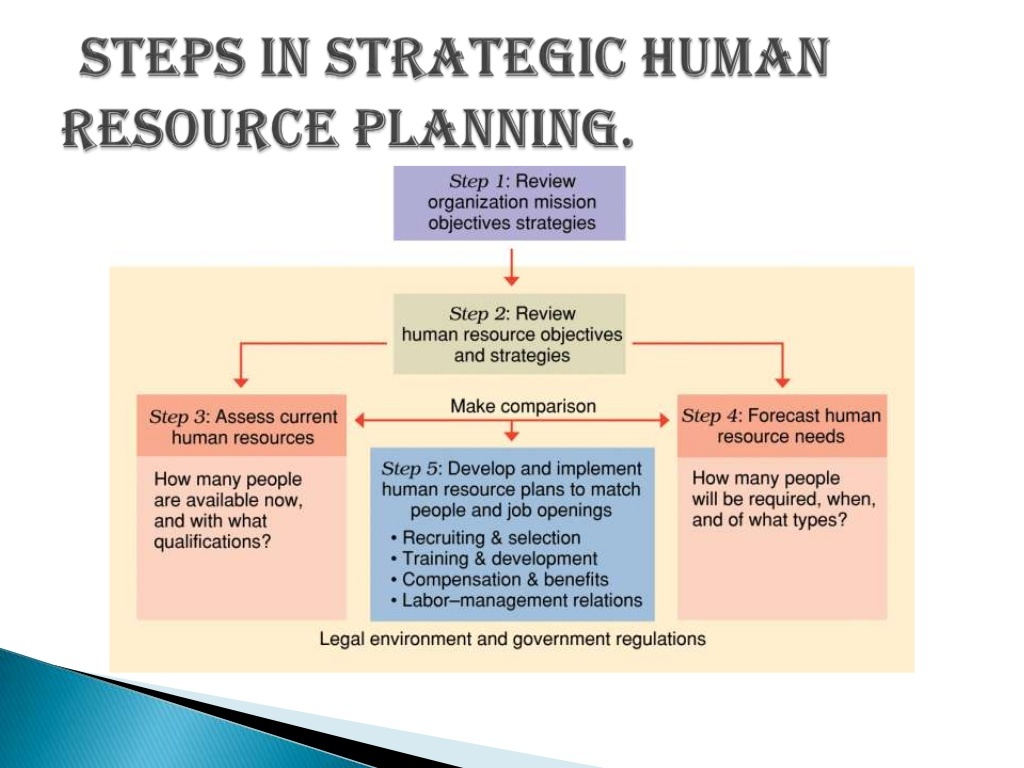 STEPS IN STRATEGIC HUMAN
RESOURCE PLANNING.
Step 1: Review
organization mission
objectives strategies
Step 2: Review
human resource objectives
and strategies
Make comparison
Step 3: Assess current
human resources
How many people
are available now,
and with what
qualifications?
Step 5: Develop and implement
human resource plans to match
people and job openings
• Recruiting & selection
• Training & development
• Compensation & benefits
• Labor–management relations
Step 4: Forecast human
resource needs
How many people
will be required, when,
and of what types?
Legal environment and government regulations